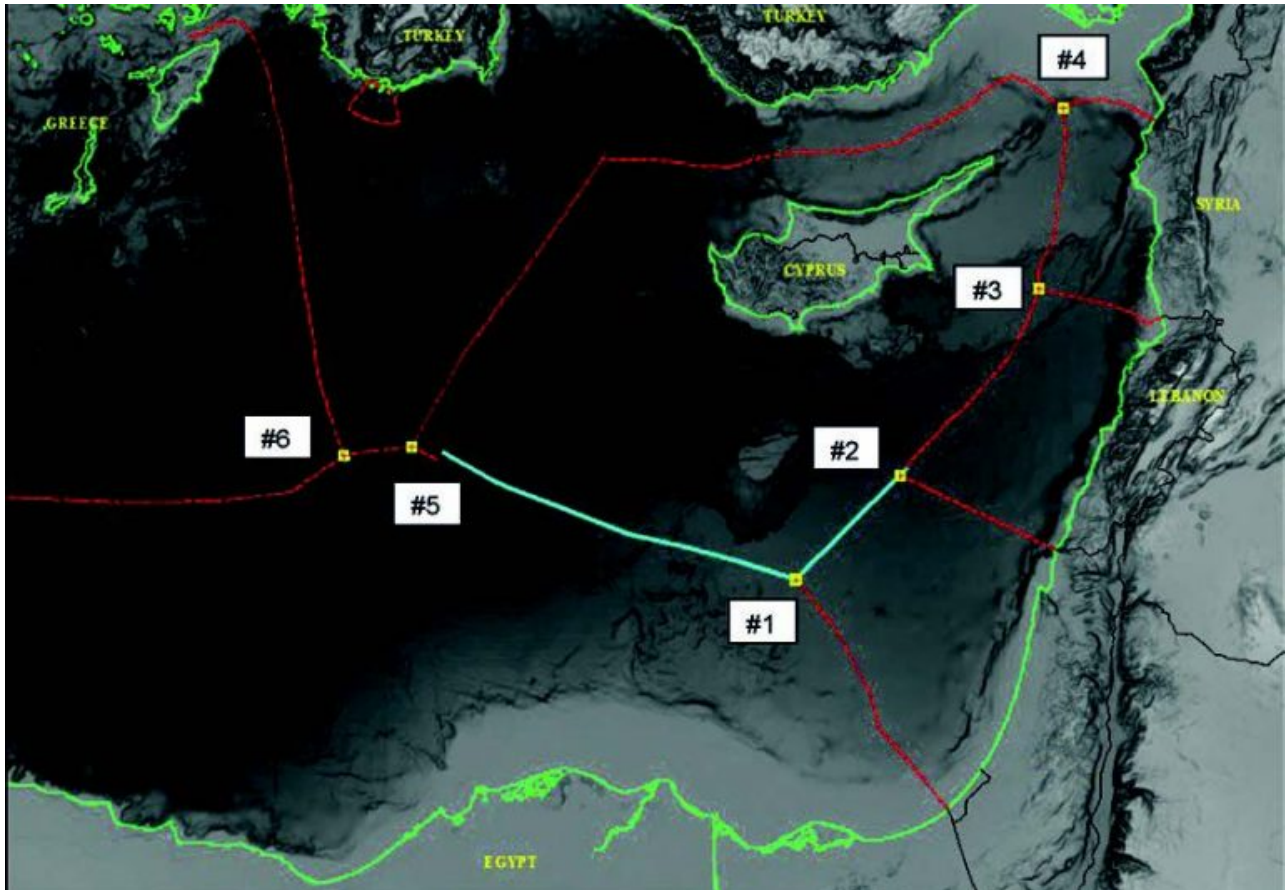 TURKEY
TURKEY
#4
GREECE
SYRIA
CYPRUS
#3
LEBANON
#6
#2
#5
#1
EGYPT